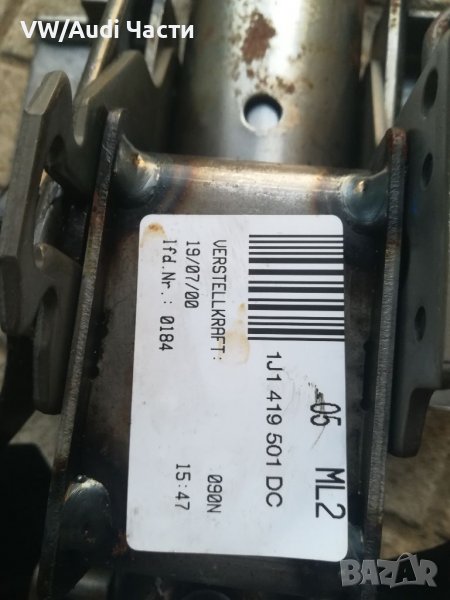 VW/Audi Части
05 ML2
1J1 419 501 DC
VERSTELLKRAFT: 090N
19/07/00 15:47
lfd.Nr.: 0184
BAZAR